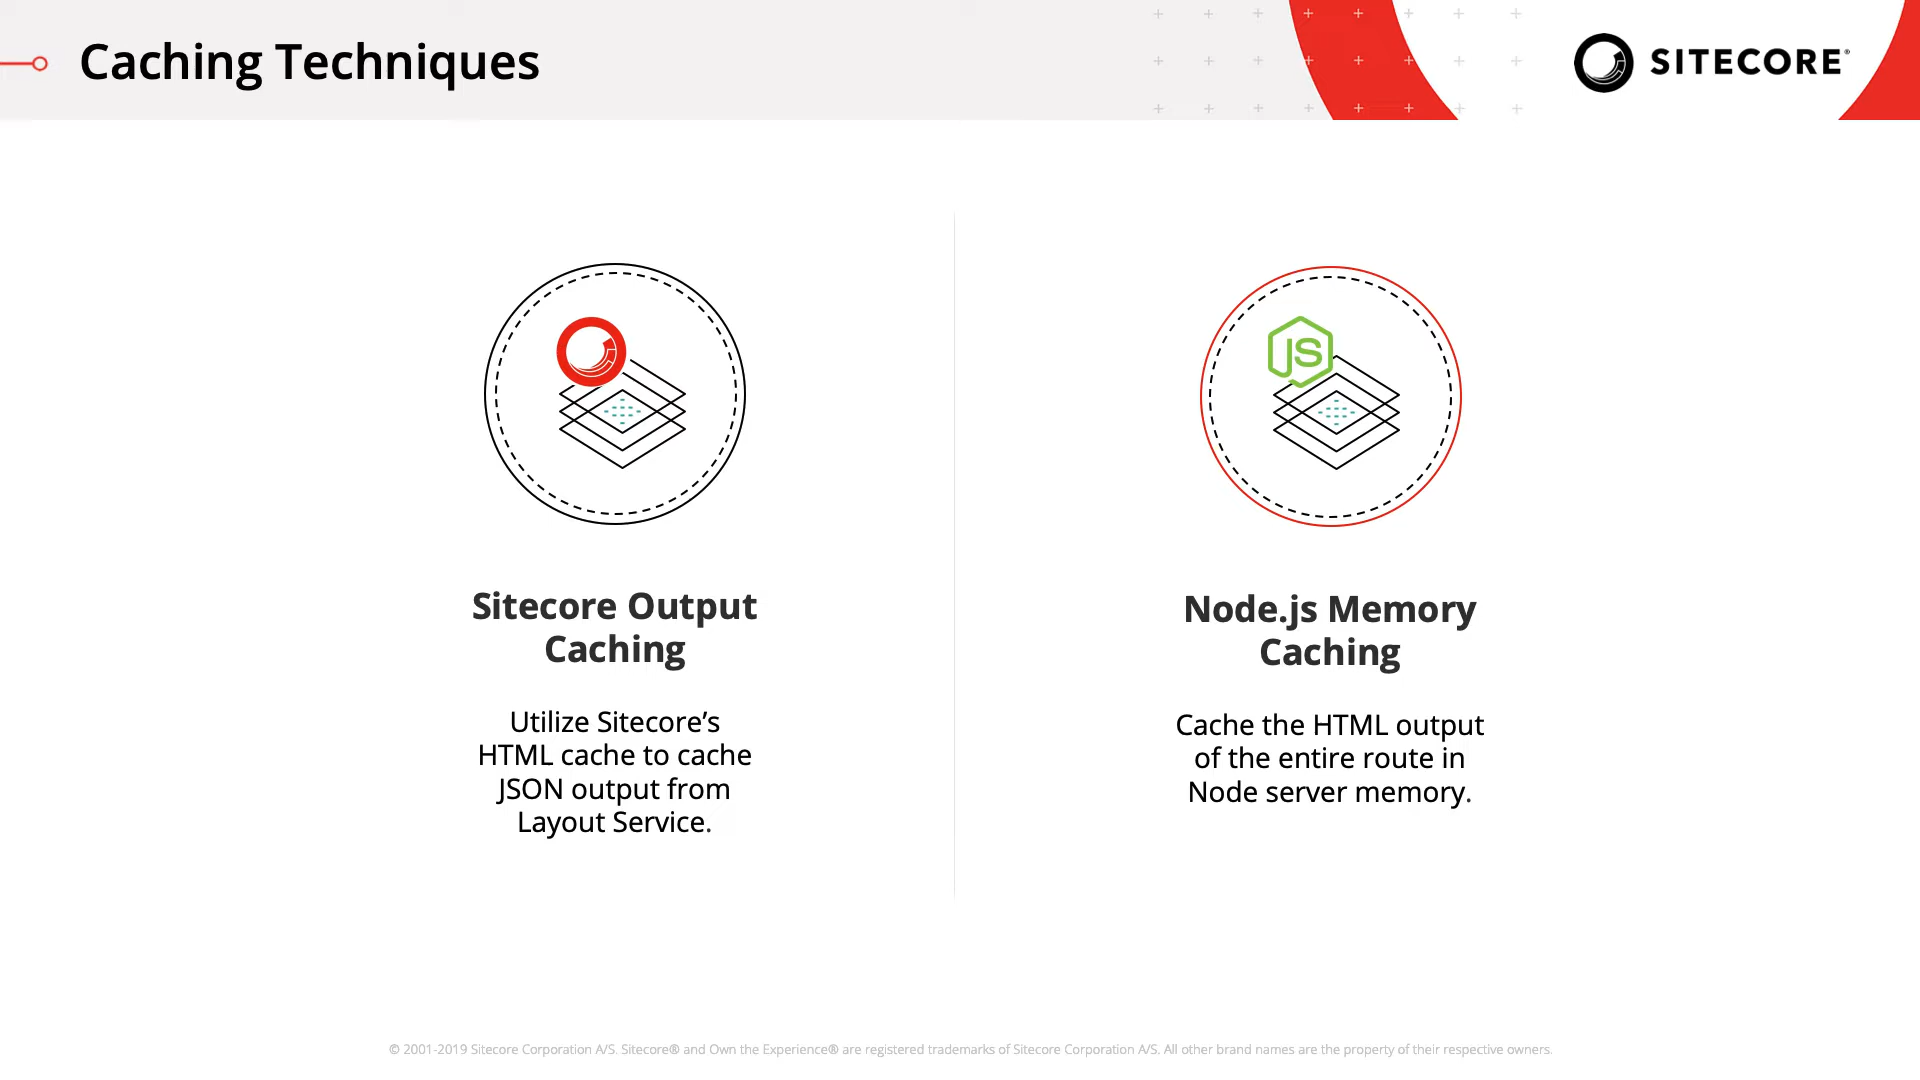 Caching Techniques
SITECORE®
JS
Sitecore Output
Caching
Utilize Sitecore’s
HTML cache to cache
JSON output from
Layout Service.
JS
Node.js Memory
Caching
Cache the HTML output
of the entire route in
Node server memory.
© 2001-2019 Sitecore Corporation A/S. Sitecore® and Own the Experience® are registered trademarks of Sitecore Corporation A/S. All other brand names are the property of their respective owners.